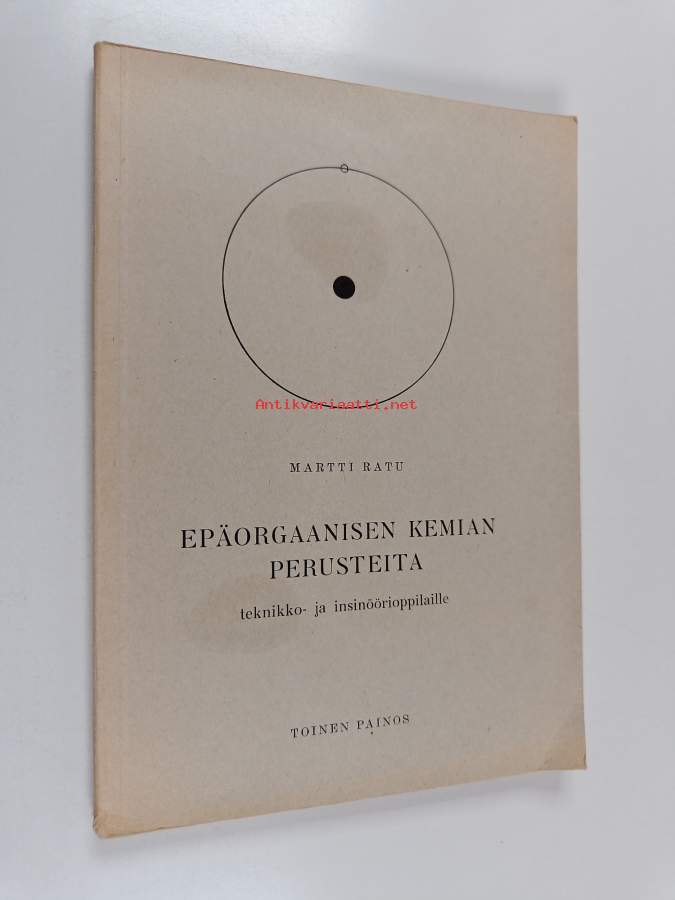 Antikvariaatti.net
MARTTI RATU
EPÄORGAANISEN KEMIAN
PERUSTEITA
teknikko- ja insinöörioppilaille
TOINEN PAINOS